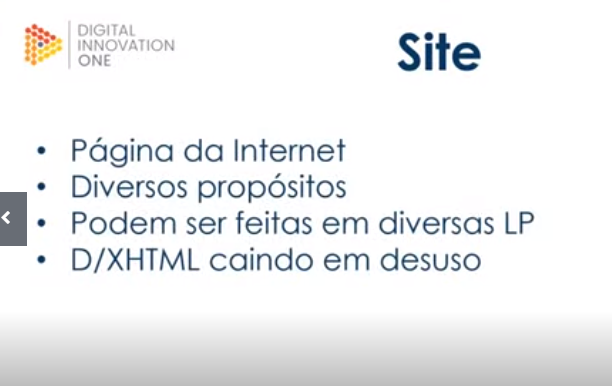 DIGITAL
INNOVATION
ONE
Site
• Página da Internet
• Diversos propósitos
• Podem ser feitas em diversas LP
• D/XHTML caindo em desuso